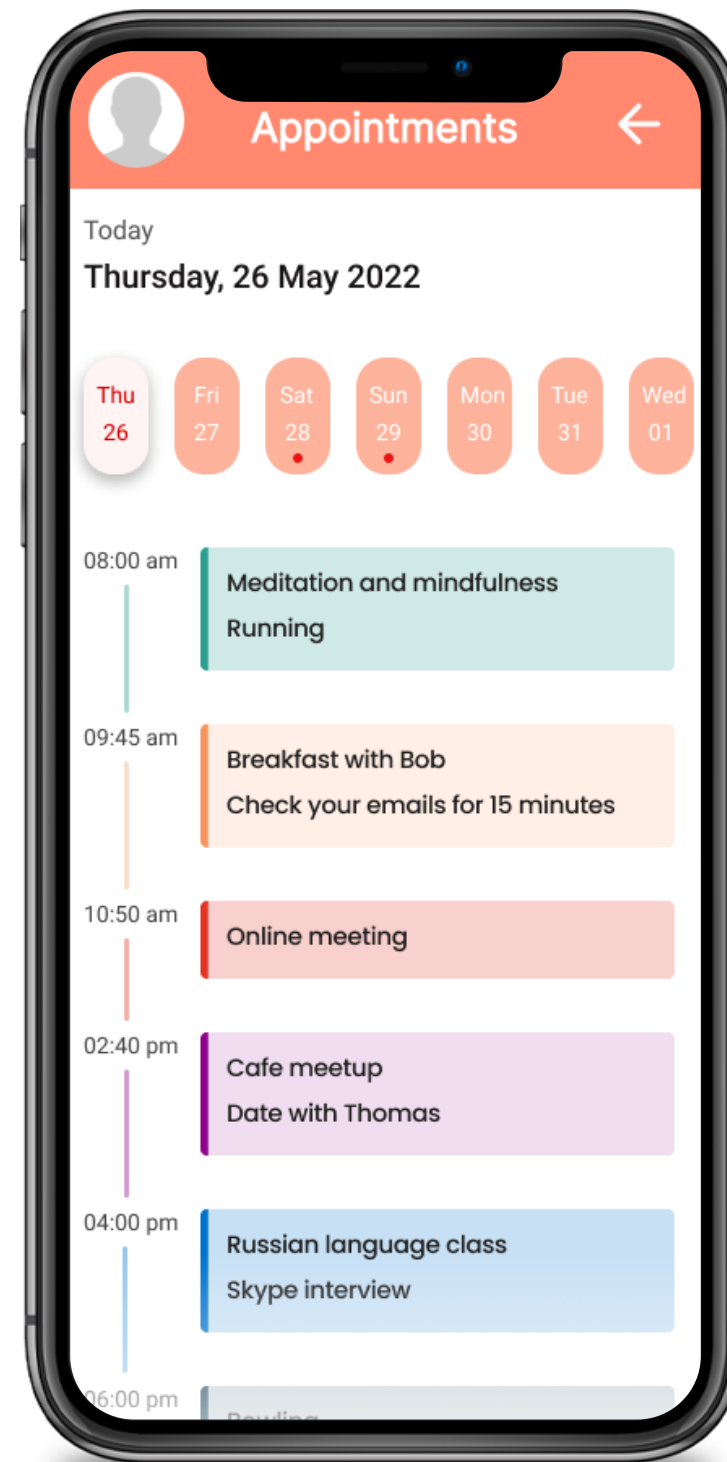 Appointments
Today
Thursday, 26 May 2022
Thu Fri Sat Sun Mon Tue Wed
26 27 28 29 30 31 01
08:00 am
Meditation and mindfulness
Running
09:45 am
Breakfast with Bob
Check your emails for 15 minutes
10:50 am
Online meeting
02:40 pm
Cafe meetup
Date with Thomas
04:00 pm
Russian language class
Skype interview
06:00 pm
Bowling